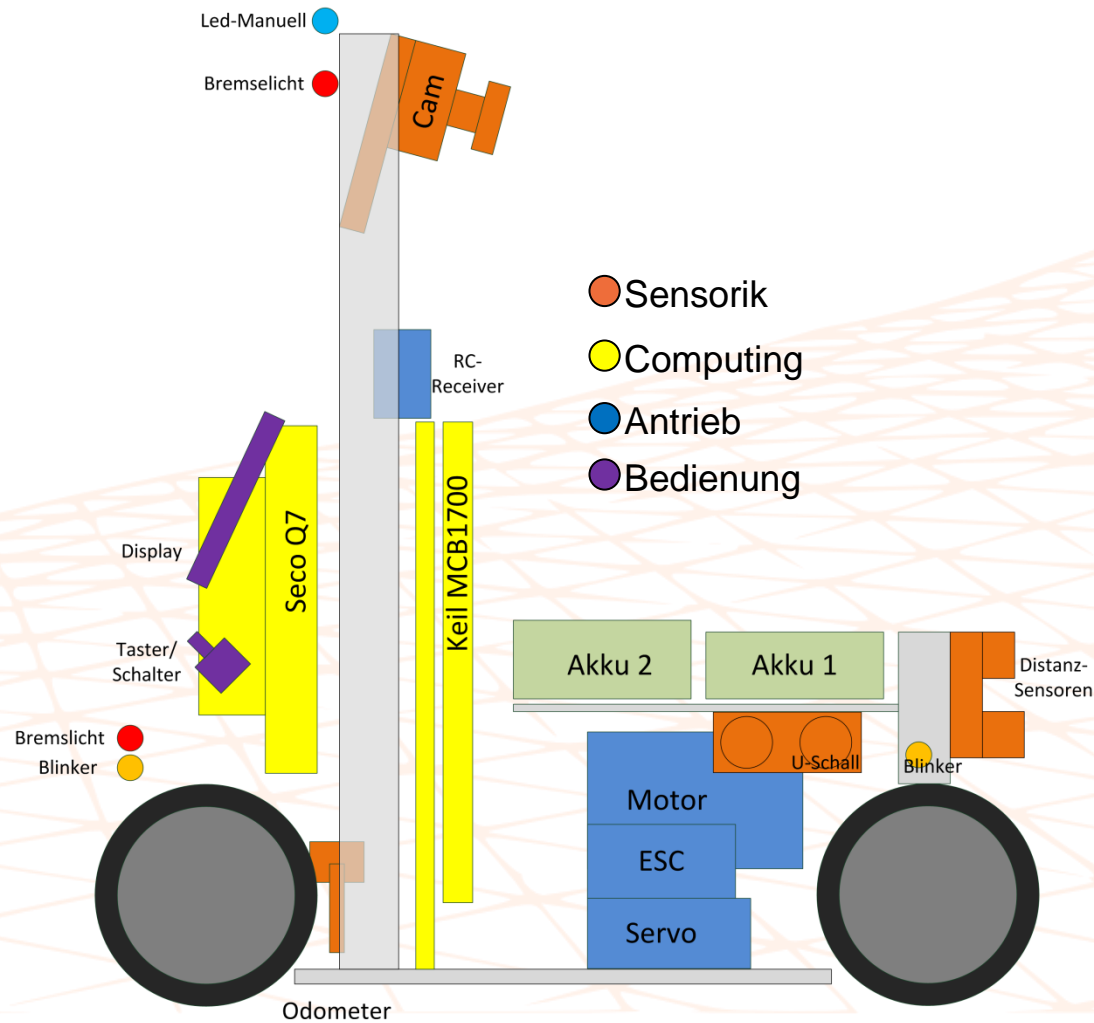 Led-Manuell
Bremselicht
Cam
Sensorik
Computing
Antrieb
Bedienung
RC-
Receiver
Display
Seco Q7
Keil MCB1700
Taster/
Schalter
Akku 2
Akku 1
Distanz-
Sensoren
Bremslicht
Blinker
U-Schall
Blinker
Motor
ESC
Servo
Odometer